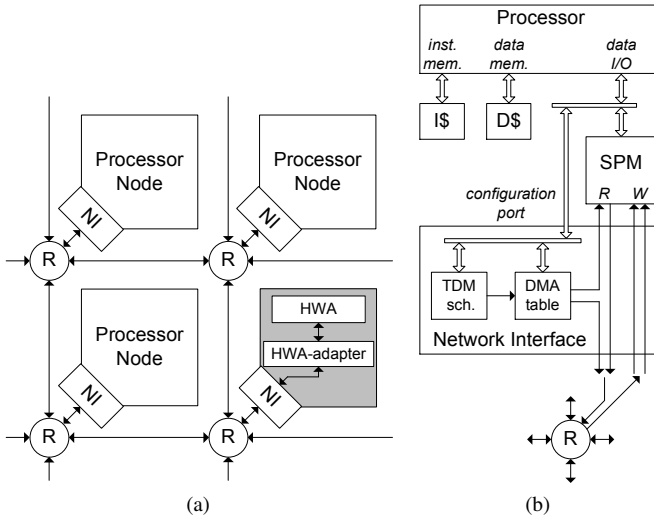 Processor
Node
NI
R
Processor
Node
NI
R
Processor
Node
NI
R
HWA
HWA-adapter
NI
R
(a)
Processor
inst.
mem.
data
mem.
data
I/O
I$
D$
SPM
R W
configuration
port
TDM
sch.
DMA
table
Network Interface
R
(b)